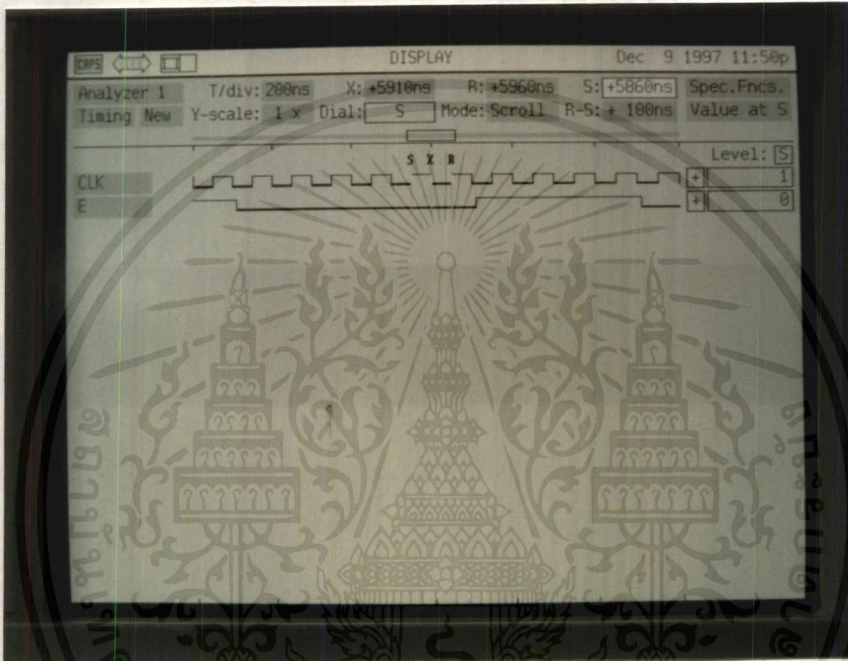 CAPS DISPLAY Dec 9 1997 11:50p
Analyzer 1 T/div: 200ns X: +5910ns R: +5960ns S: +5860ns Spec.Fncs.
Timing New Y-scale: 1 x Dial: S Mode: Scroll R-S: + 100ns Value at S
S X R Level: S
CLK + 1
E + 0